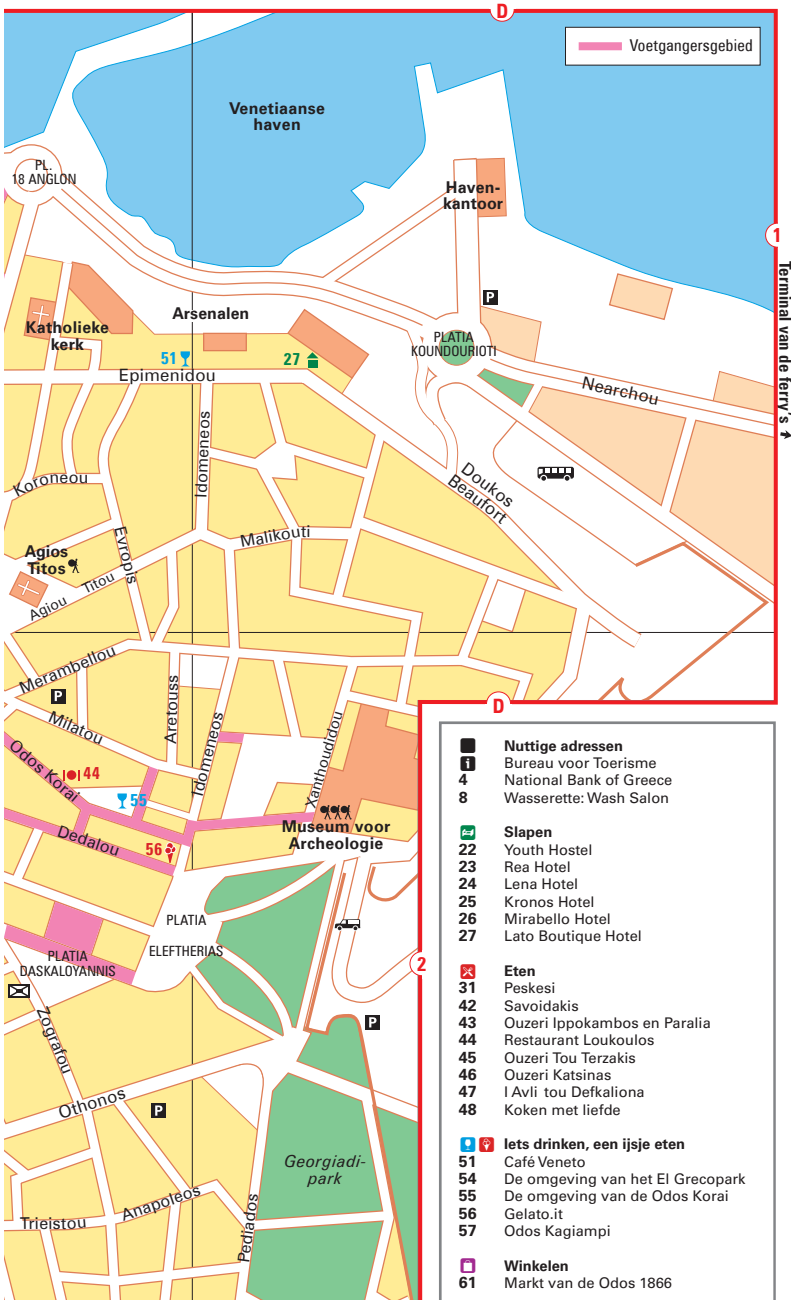 D
Voetgangersgebied
Venetiaanse
haven
PL.
18 ANGLON
Haven-
kantoor
1
Terminal van de ferry's
P
Arsenalen
Katholieke
kerk
PLATIA
KOUNDOURIOTI
51
27
Epimenidou
Nearchou
Idomeneos
Koroneou
Doukos
Beaufort
Evropis
Malikouti
Agios
Titos
Agiou Titou
Merambellou
P
Milatou
Aretouss
Idomeneos
Xanthoudidou
Odos Korai
44
55
Dedalou
56
Museum voor
Archeologie
PLATIA
ELEFTHERIAS
PLATIA
DASKALOYANNIS
2
P
Zografou
Othonos
P
Georgiadi-
park
Anapoleos
Trieistou
Pediados
D
Nuttige adressen
i Bureau voor Toerisme
4 National Bank of Greece
8 Wasserette: Wash Salon
Slapen
22 Youth Hostel
23 Rea Hotel
24 Lena Hotel
25 Kronos Hotel
26 Mirabello Hotel
27 Lato Boutique Hotel
Eten
31 Peskesi
42 Savoidakis
43 Ouzeri Ippokambos en Paralia
44 Restaurant Loukoulos
45 Ouzeri Tou Terzakis
46 Ouzeri Katsinas
47 I Avli tou Defkaliona
48 Koken met liefde
Iets drinken, een ijsje eten
51 Café Veneto
54 De omgeving van het El Grecopark
55 De omgeving van de Odos Korai
56 Gelato.it
57 Odos Kagiampi
Winkelen
61 Markt van de Odos 1866